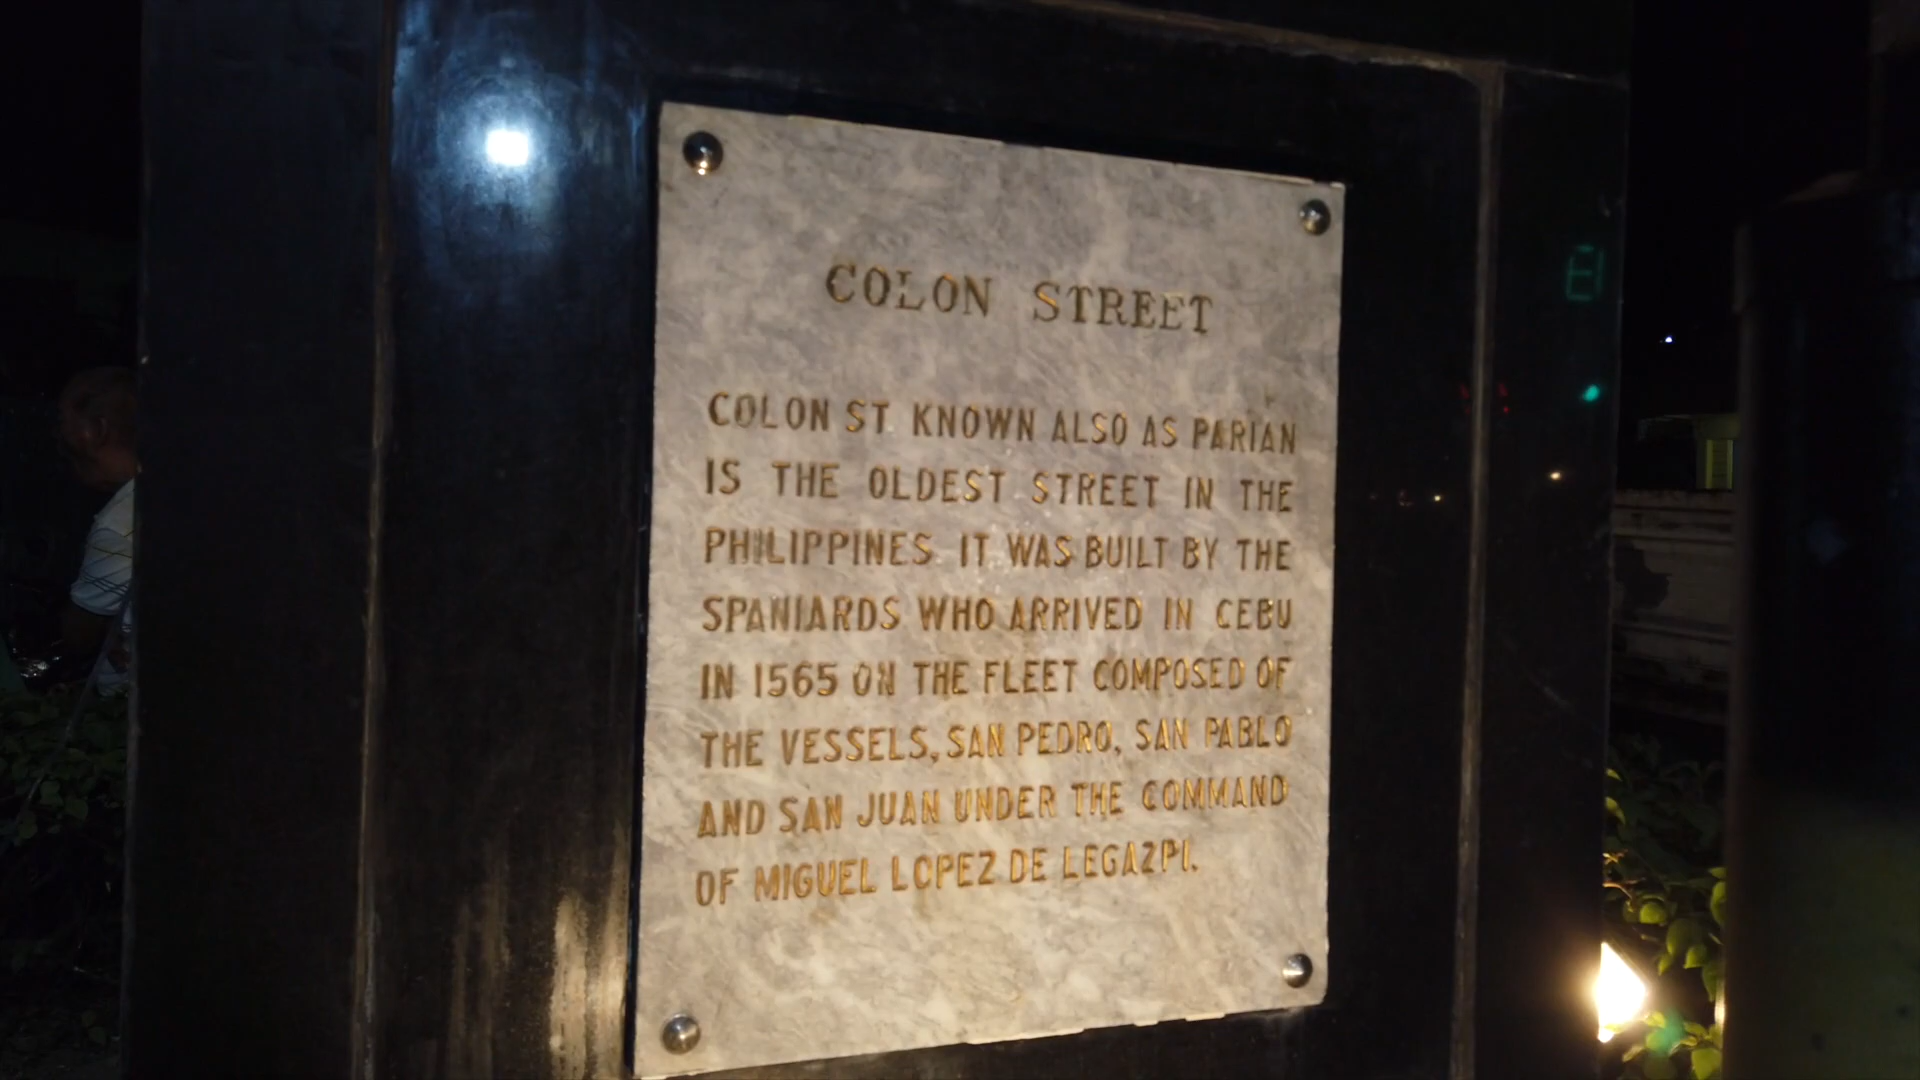 COLON STREET
COLON ST. KNOWN ALSO AS PARIAN
IS THE OLDEST STREET IN THE
PHILIPPINES. IT WAS BUILT BY THE
SPANIARDS WHO ARRIVED IN CEBU
IN 1565 ON THE FLEET COMPOSED OF
THE VESSELS, SAN PEDRO, SAN PABLO
AND SAN JUAN UNDER THE COMMAND
OF MIGUEL LOPEZ DE LEGAZPI.